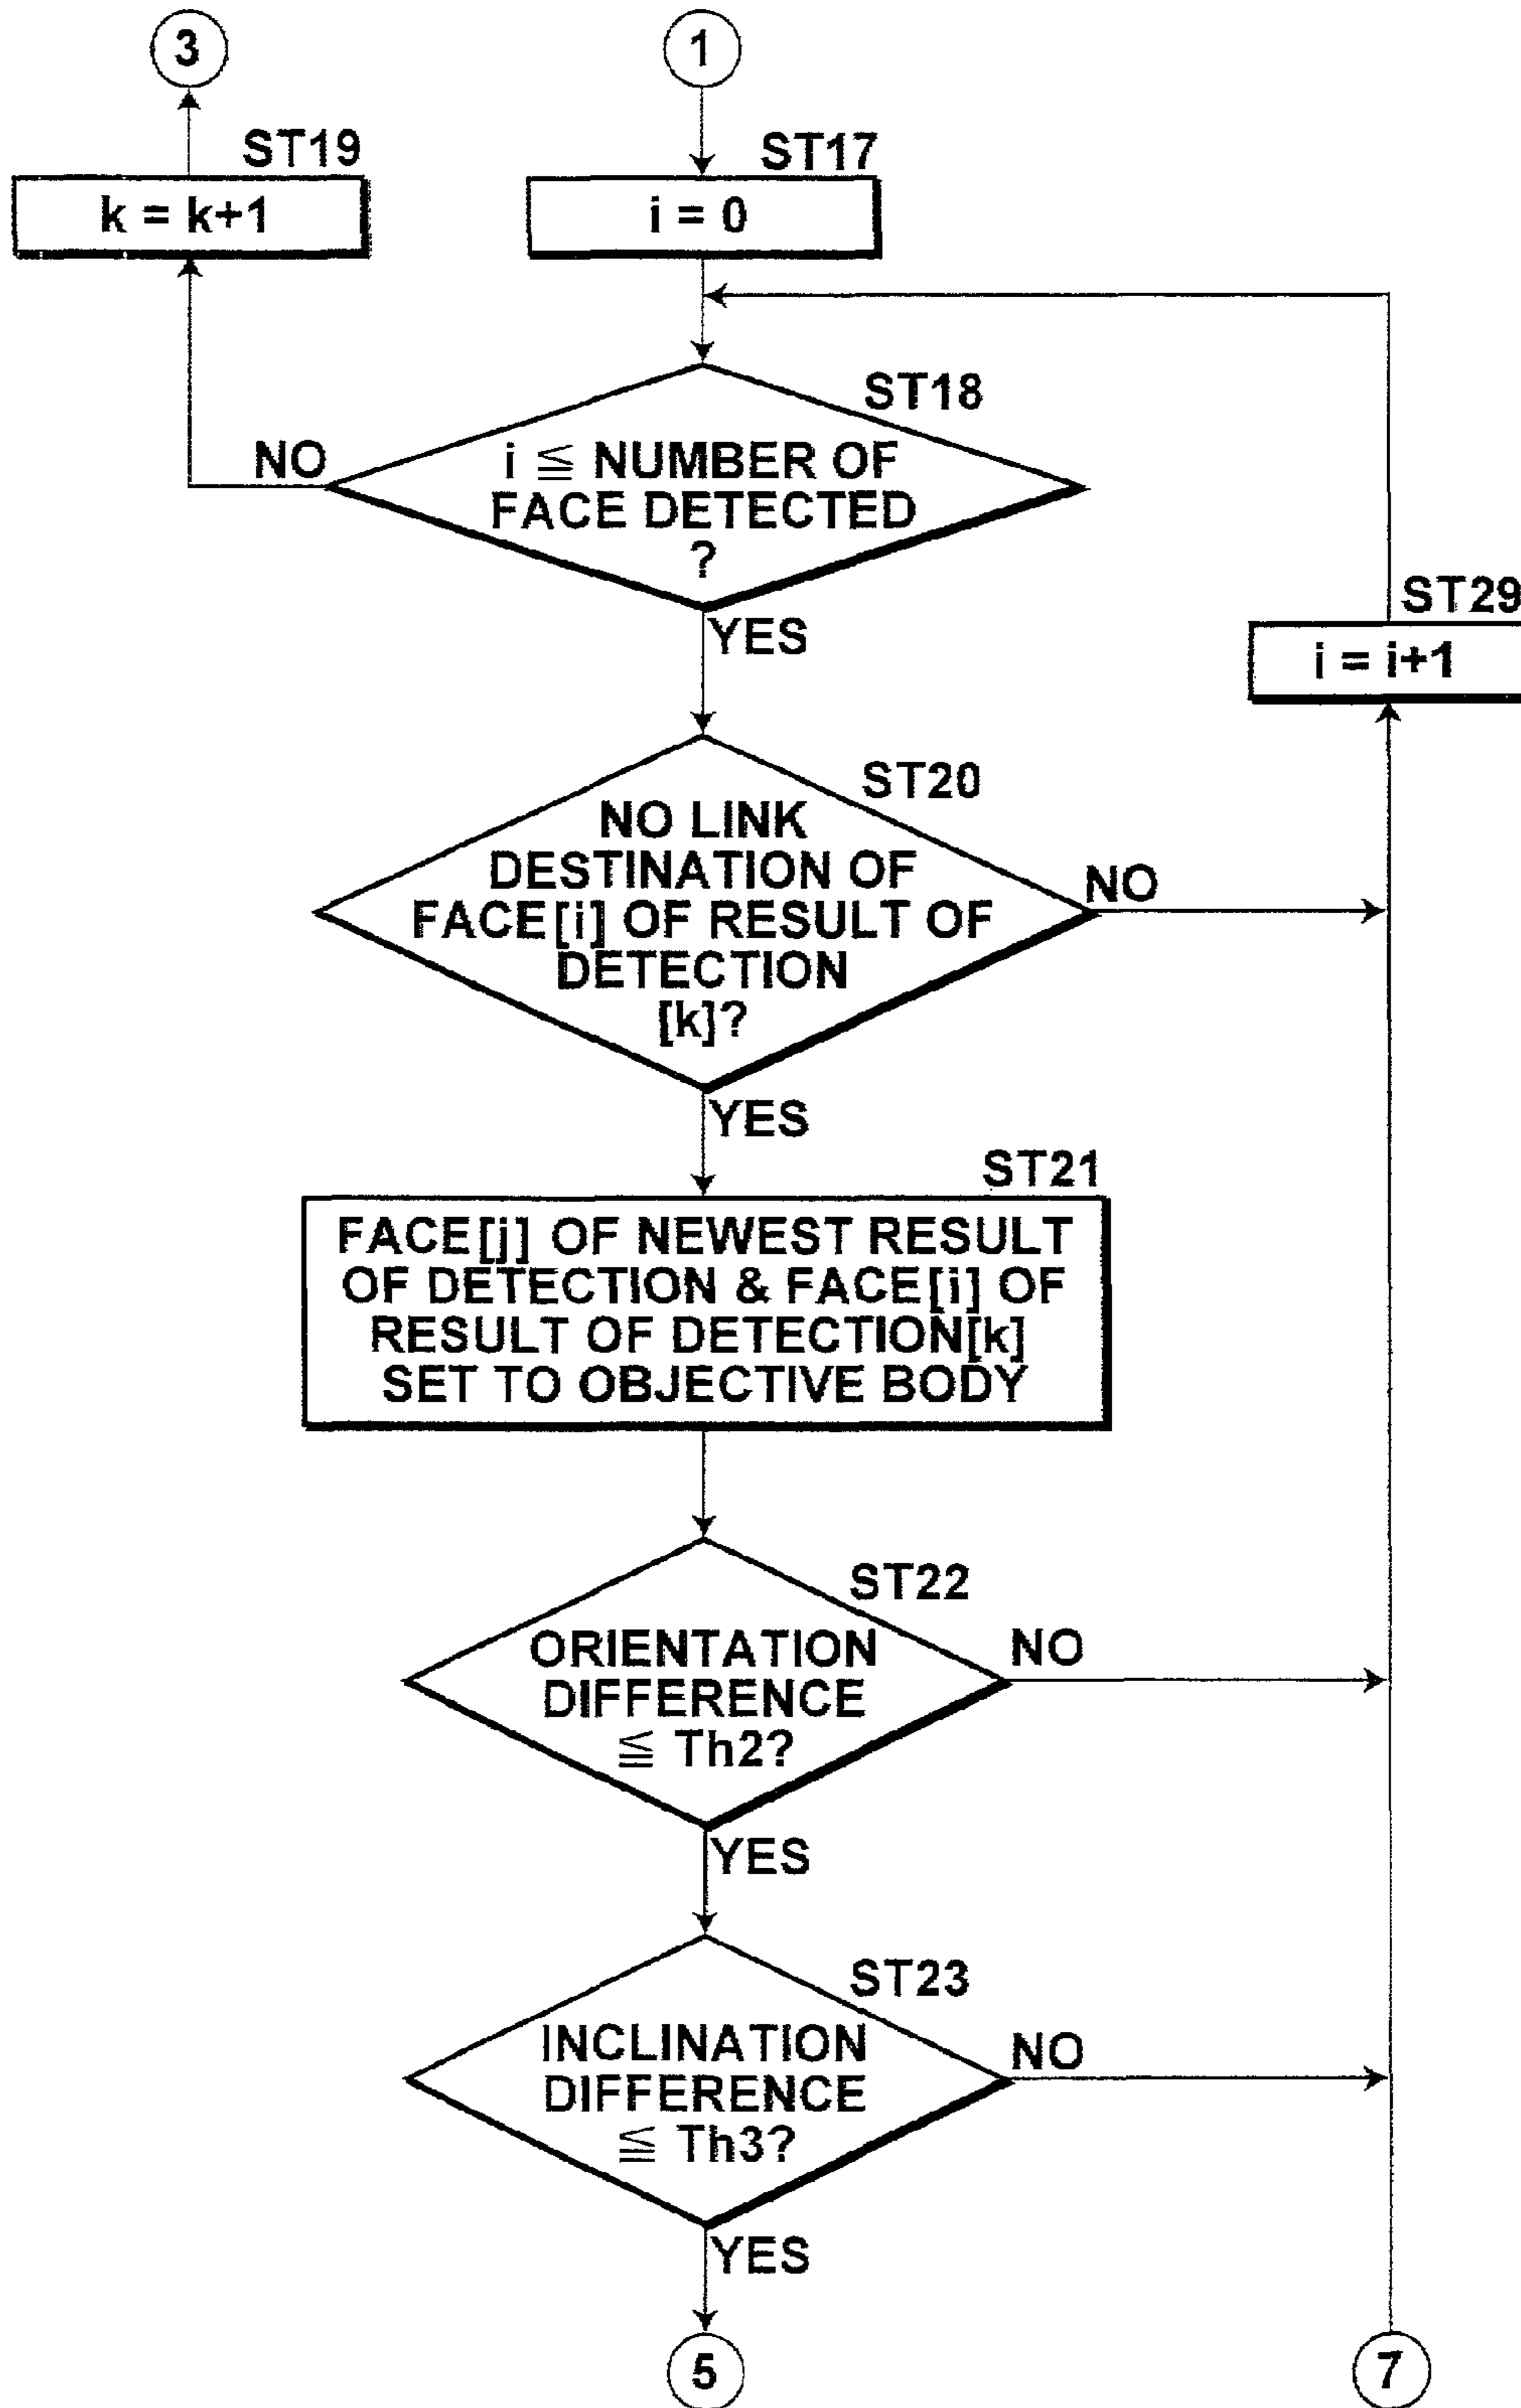 3
1
ST19
ST17
k = k+1
i = 0
ST18
NO
i ≦ NUMBER OF
FACE DETECTED
?
YES
ST29
i = i+1
ST20
NO LINK
DESTINATION OF
FACE[i] OF RESULT OF
DETECTION
[k]?
NO
YES
ST21
FACE[j] OF NEWEST RESULT
OF DETECTION & FACE[i] OF
RESULT OF DETECTION[k]
SET TO OBJECTIVE BODY
ST22
ORIENTATION
DIFFERENCE
≦ Th2?
NO
YES
ST23
INCLINATION
DIFFERENCE
≦ Th3?
NO
YES
5
7